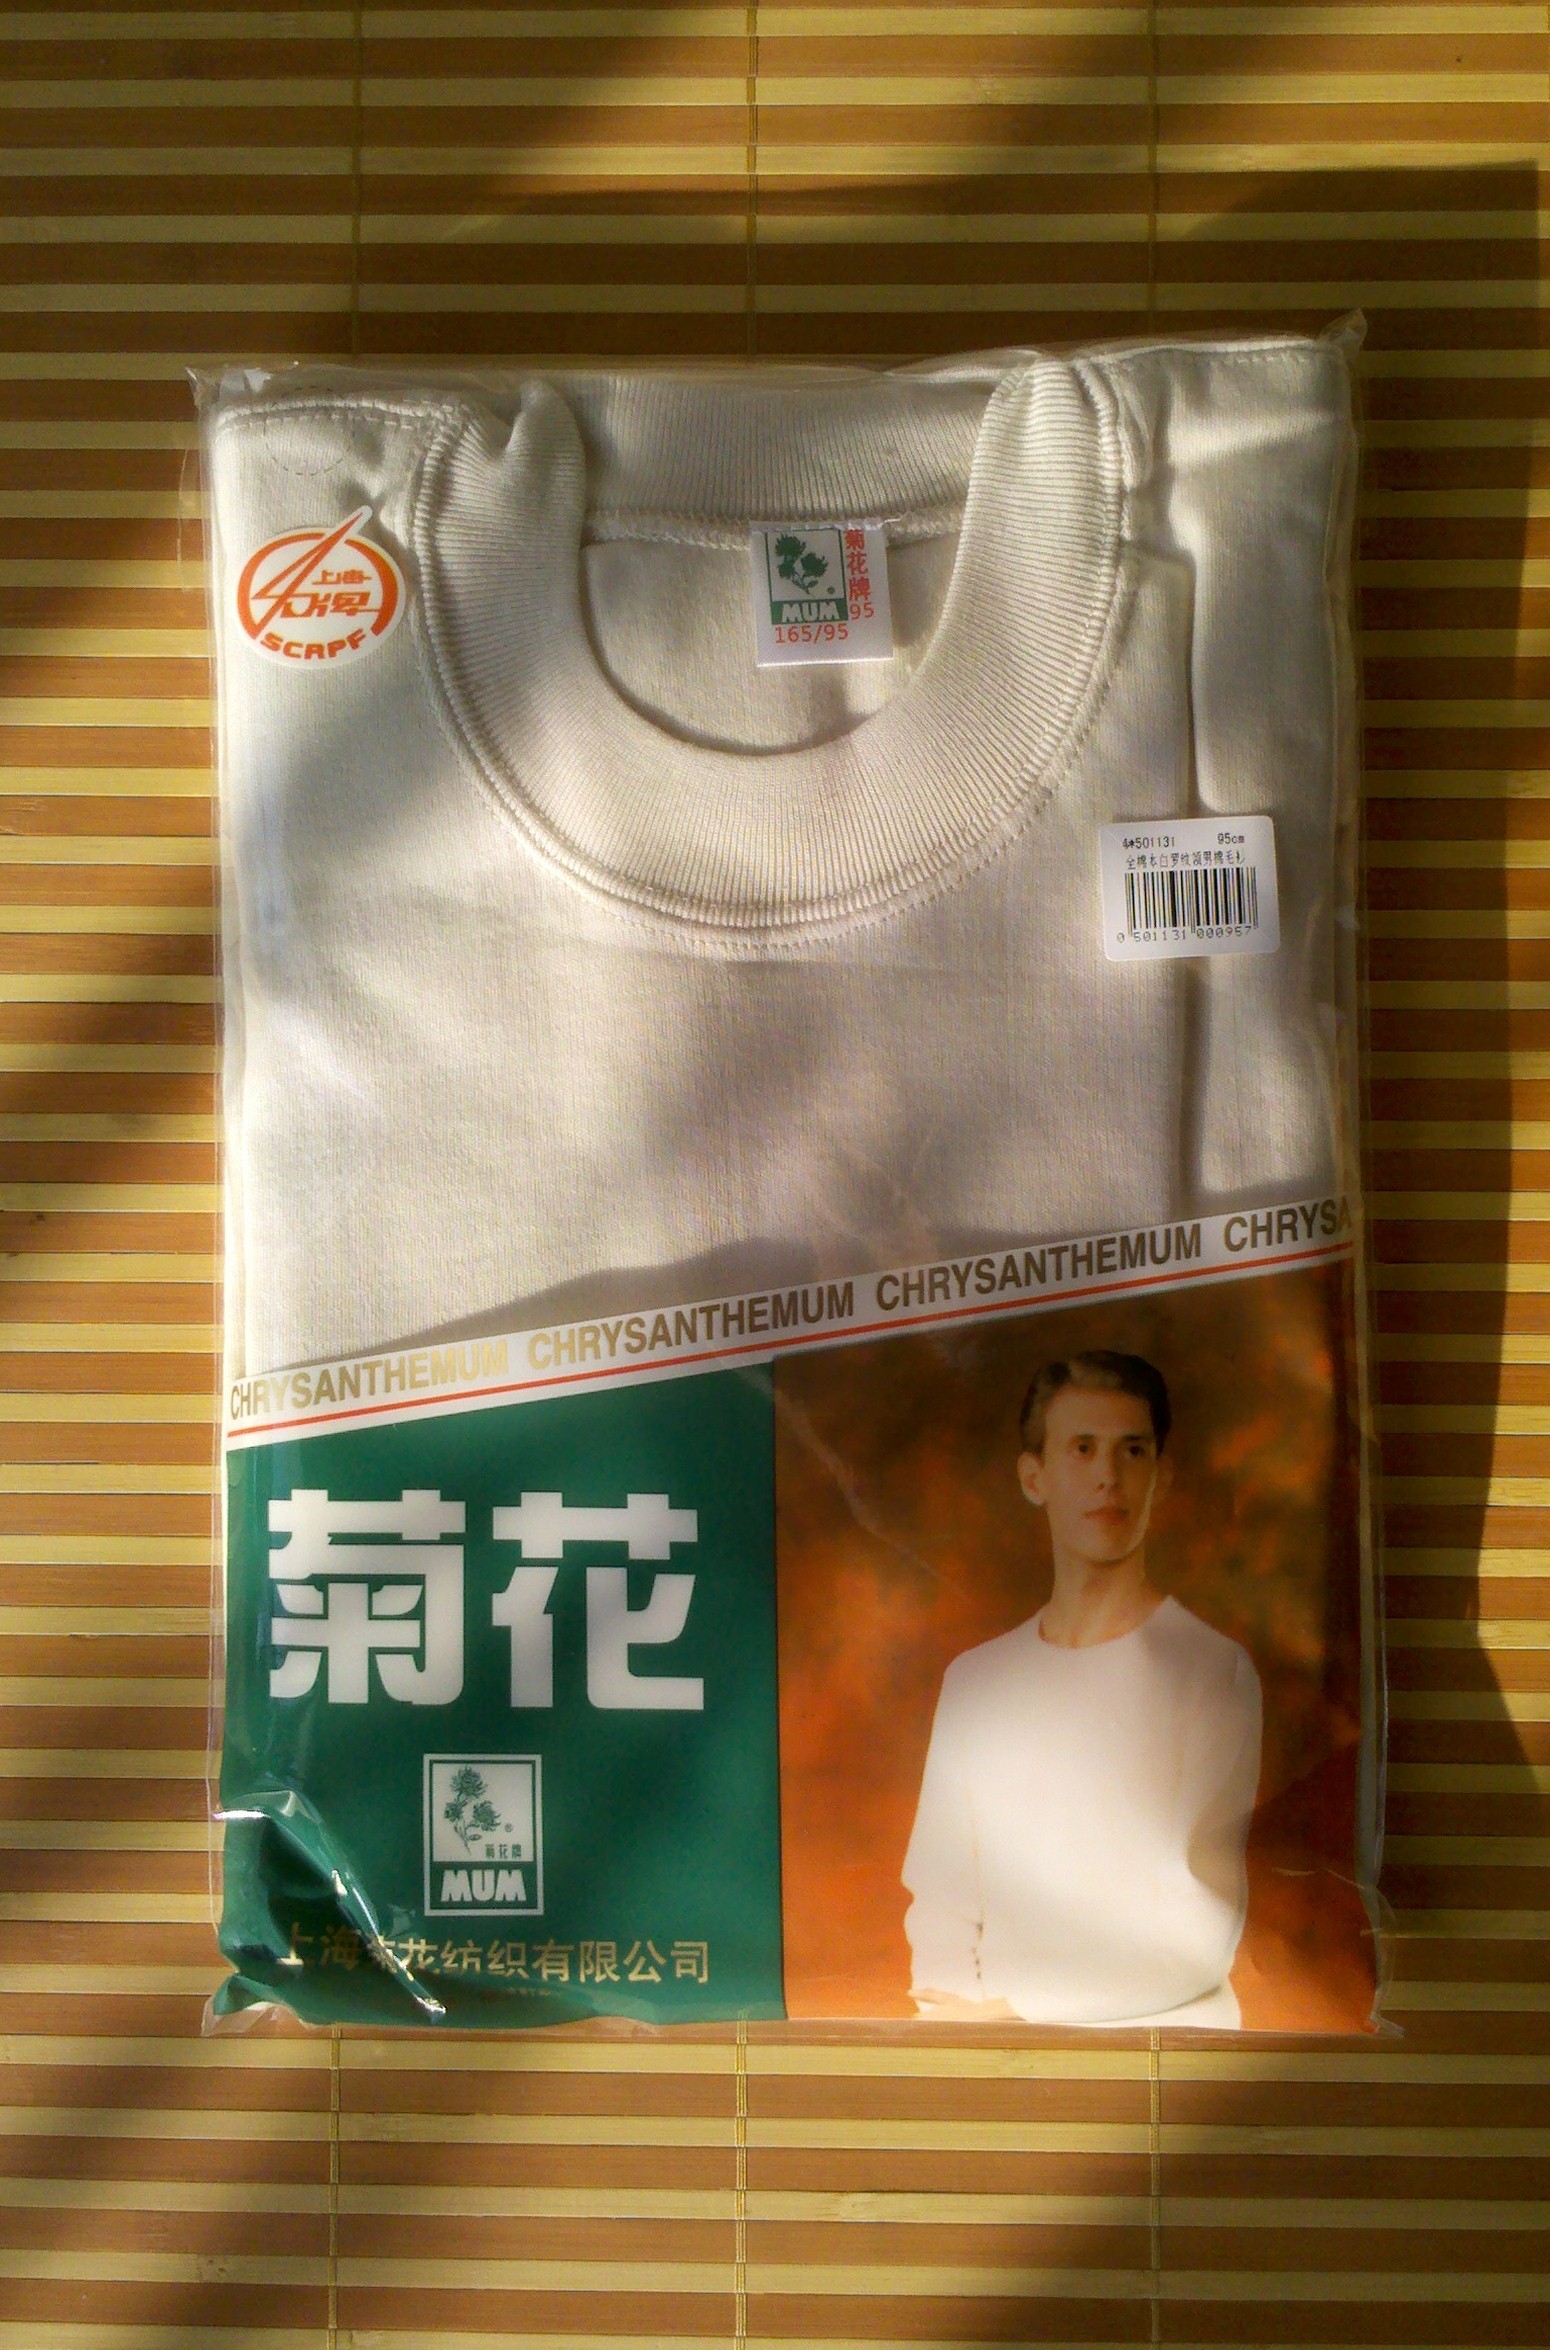 上海
名牌
SCRPF
菊花牌
MUM
95
165/95
4#501131 95cm
全棉本白罗纹领男棉毛衫
0 501131 000957
CHRYSANTHEMUM CHRYSANTHEMUM CHRYSANTHEMUM CHRYSA
菊花
®
菊花牌
MUM
上海菊花纺织有限公司